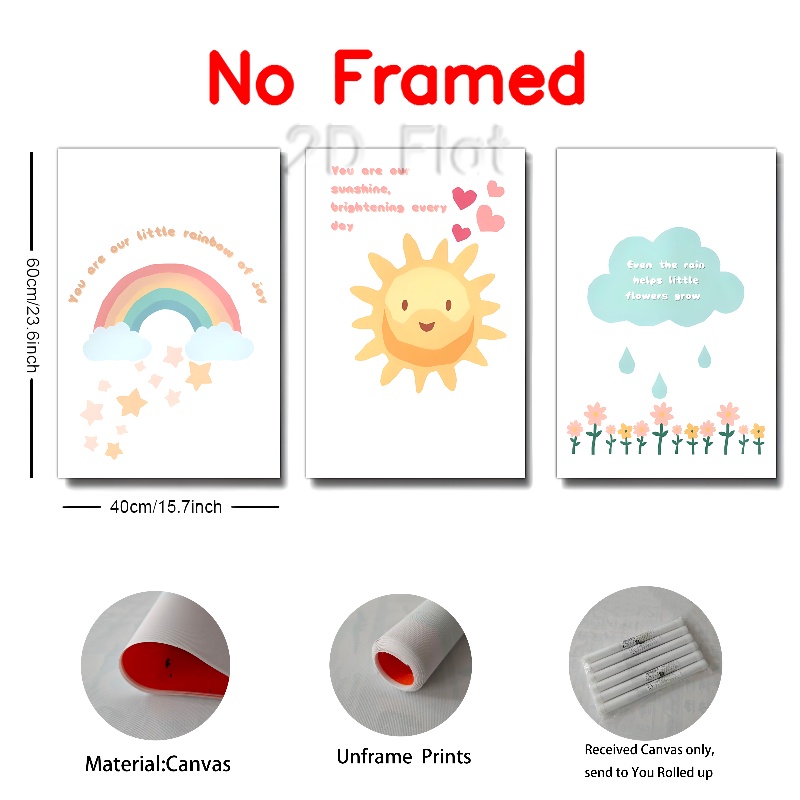 No Framed
2D Flat
You are our little rainbow of joy
You are our
sunshine,
brightening every
day
Even the rain
helps little
flowers grow
60cm/23.6inch
40cm/15.7inch
Material:Canvas
Unframe Prints
Received Canvas only,
send to You Rolled up